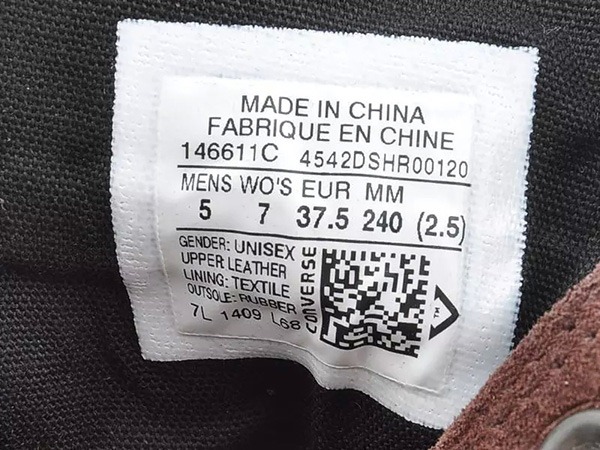 MADE IN CHINA
FABRIQUE EN CHINE
146611C 4542DSHR00120
MENS WO'S EUR MM
5 7 37.5 240 (2.5)
GENDER: UNISEX
UPPER LEATHER
LINING: TEXTILE
OUTSOLE: RUBBER
7L 1409 L68
CONVERSE
TM